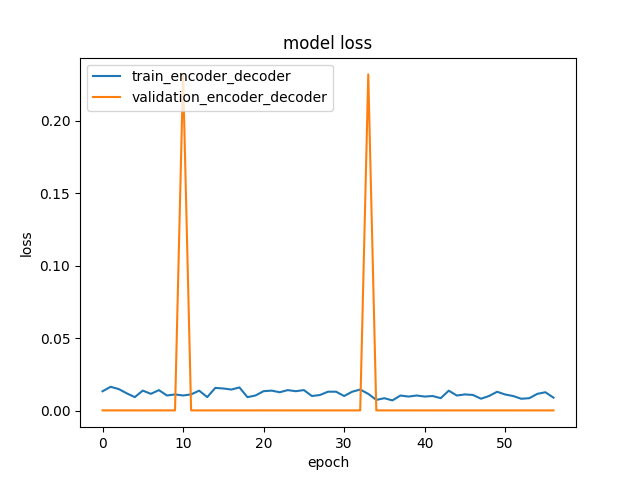 model loss
train_encoder_decoder
validation_encoder_decoder
loss
0.20
0.15
0.10
0.05
0.00
0 10 20 30 40 50
epoch